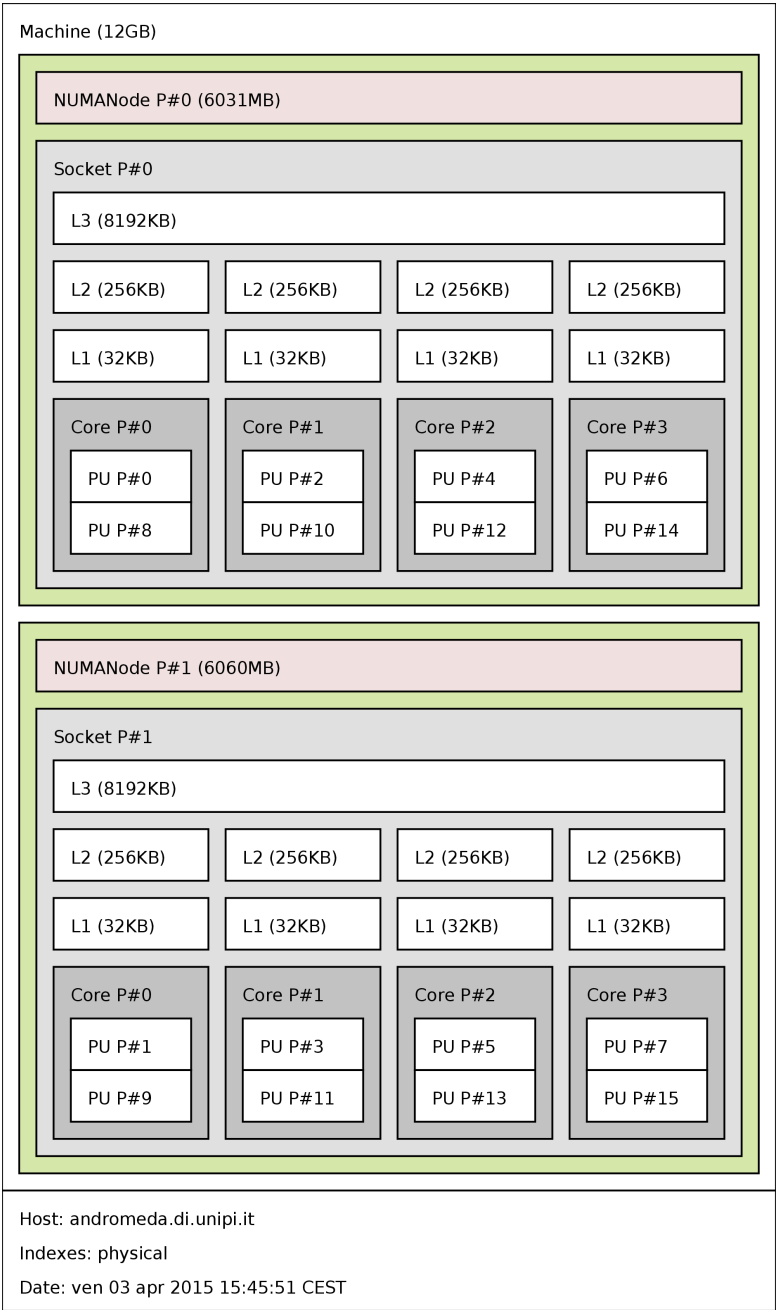 Machine (12GB)
NUMANode P#0 (6031MB)
Socket P#0
L3 (8192KB)
L2 (256KB) L2 (256KB) L2 (256KB) L2 (256KB)
L1 (32KB) L1 (32KB) L1 (32KB) L1 (32KB)
Core P#0 Core P#1 Core P#2 Core P#3
PU P#0 PU P#2 PU P#4 PU P#6
PU P#8 PU P#10 PU P#12 PU P#14
NUMANode P#1 (6060MB)
Socket P#1
L3 (8192KB)
L2 (256KB) L2 (256KB) L2 (256KB) L2 (256KB)
L1 (32KB) L1 (32KB) L1 (32KB) L1 (32KB)
Core P#0 Core P#1 Core P#2 Core P#3
PU P#1 PU P#3 PU P#5 PU P#7
PU P#9 PU P#11 PU P#13 PU P#15
Host: andromeda.di.unipi.it
Indexes: physical
Date: ven 03 apr 2015 15:45:51 CEST